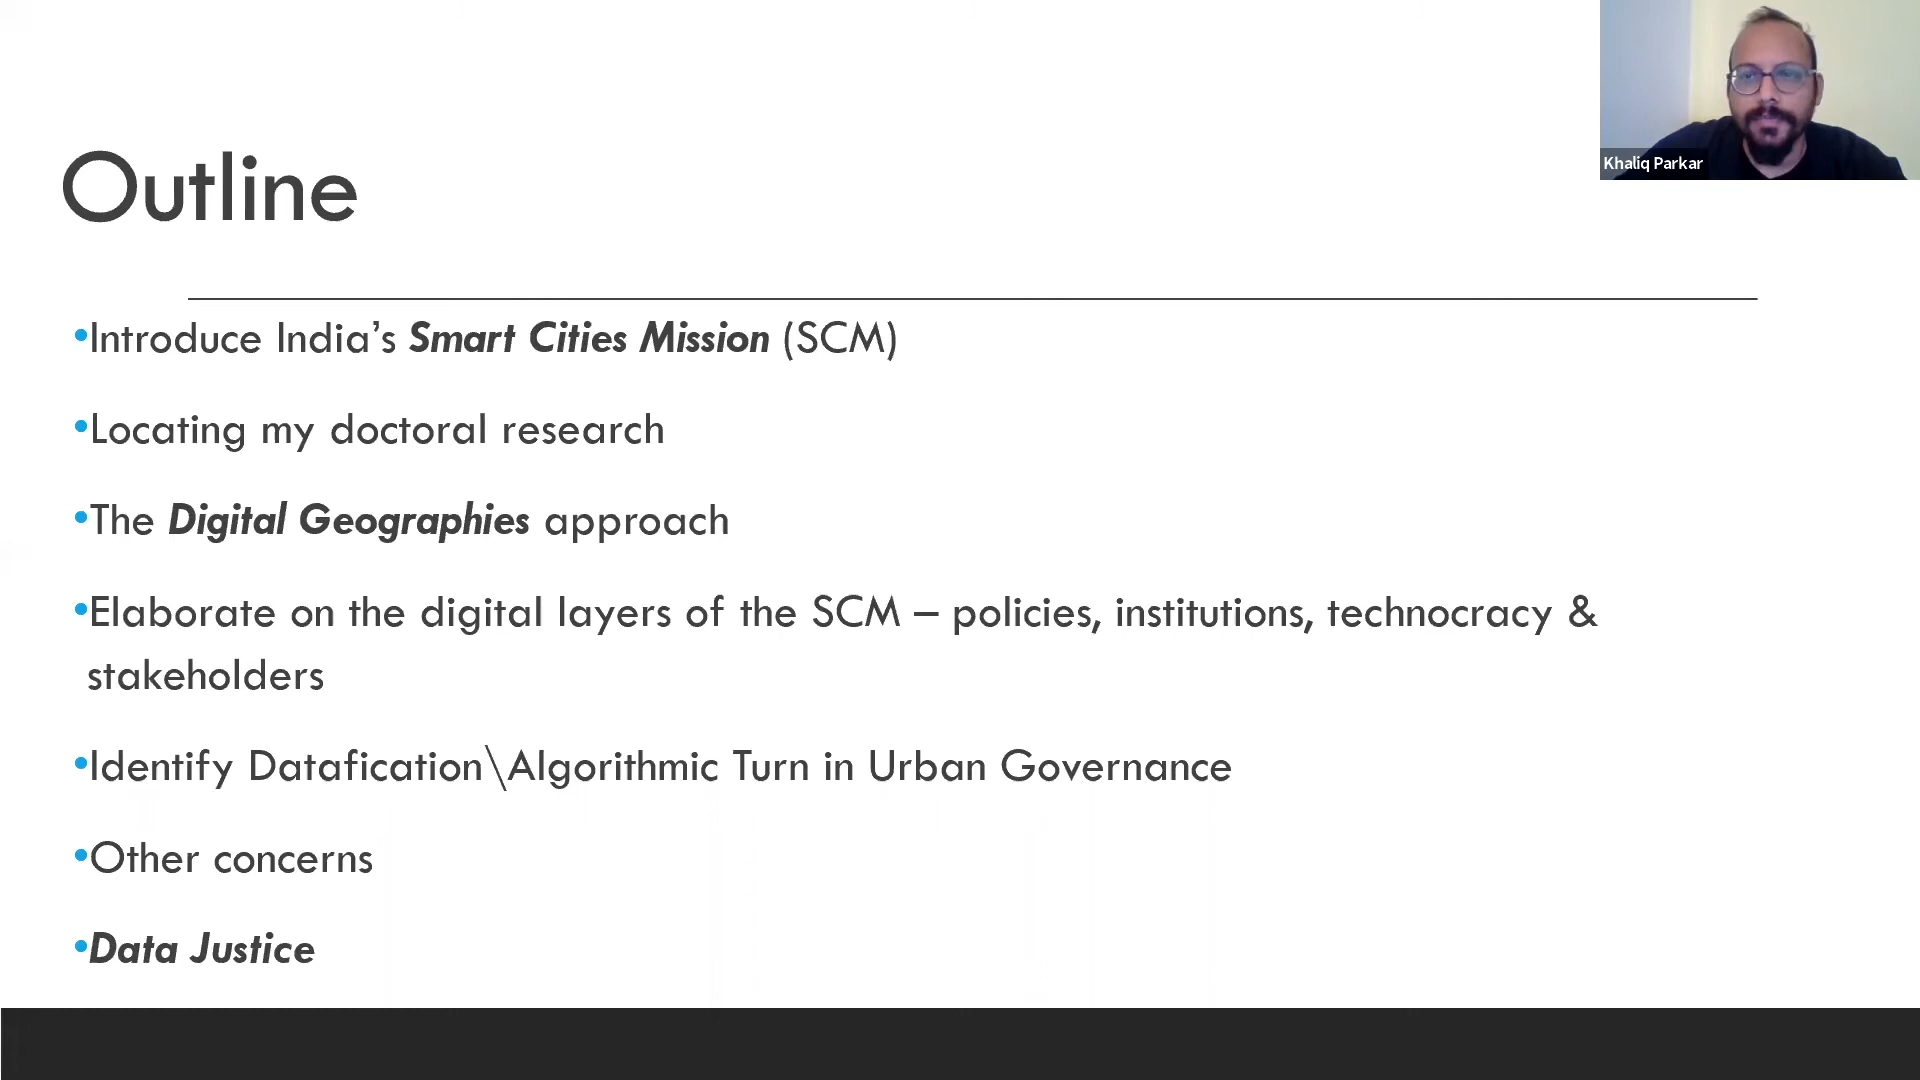 Khaliq Parkar
Outline
•Introduce India’s Smart Cities Mission (SCM)
•Locating my doctoral research
•The Digital Geographies approach
•Elaborate on the digital layers of the SCM – policies, institutions, technocracy &
stakeholders
•Identify Datafication\Algorithmic Turn in Urban Governance
•Other concerns
•Data Justice